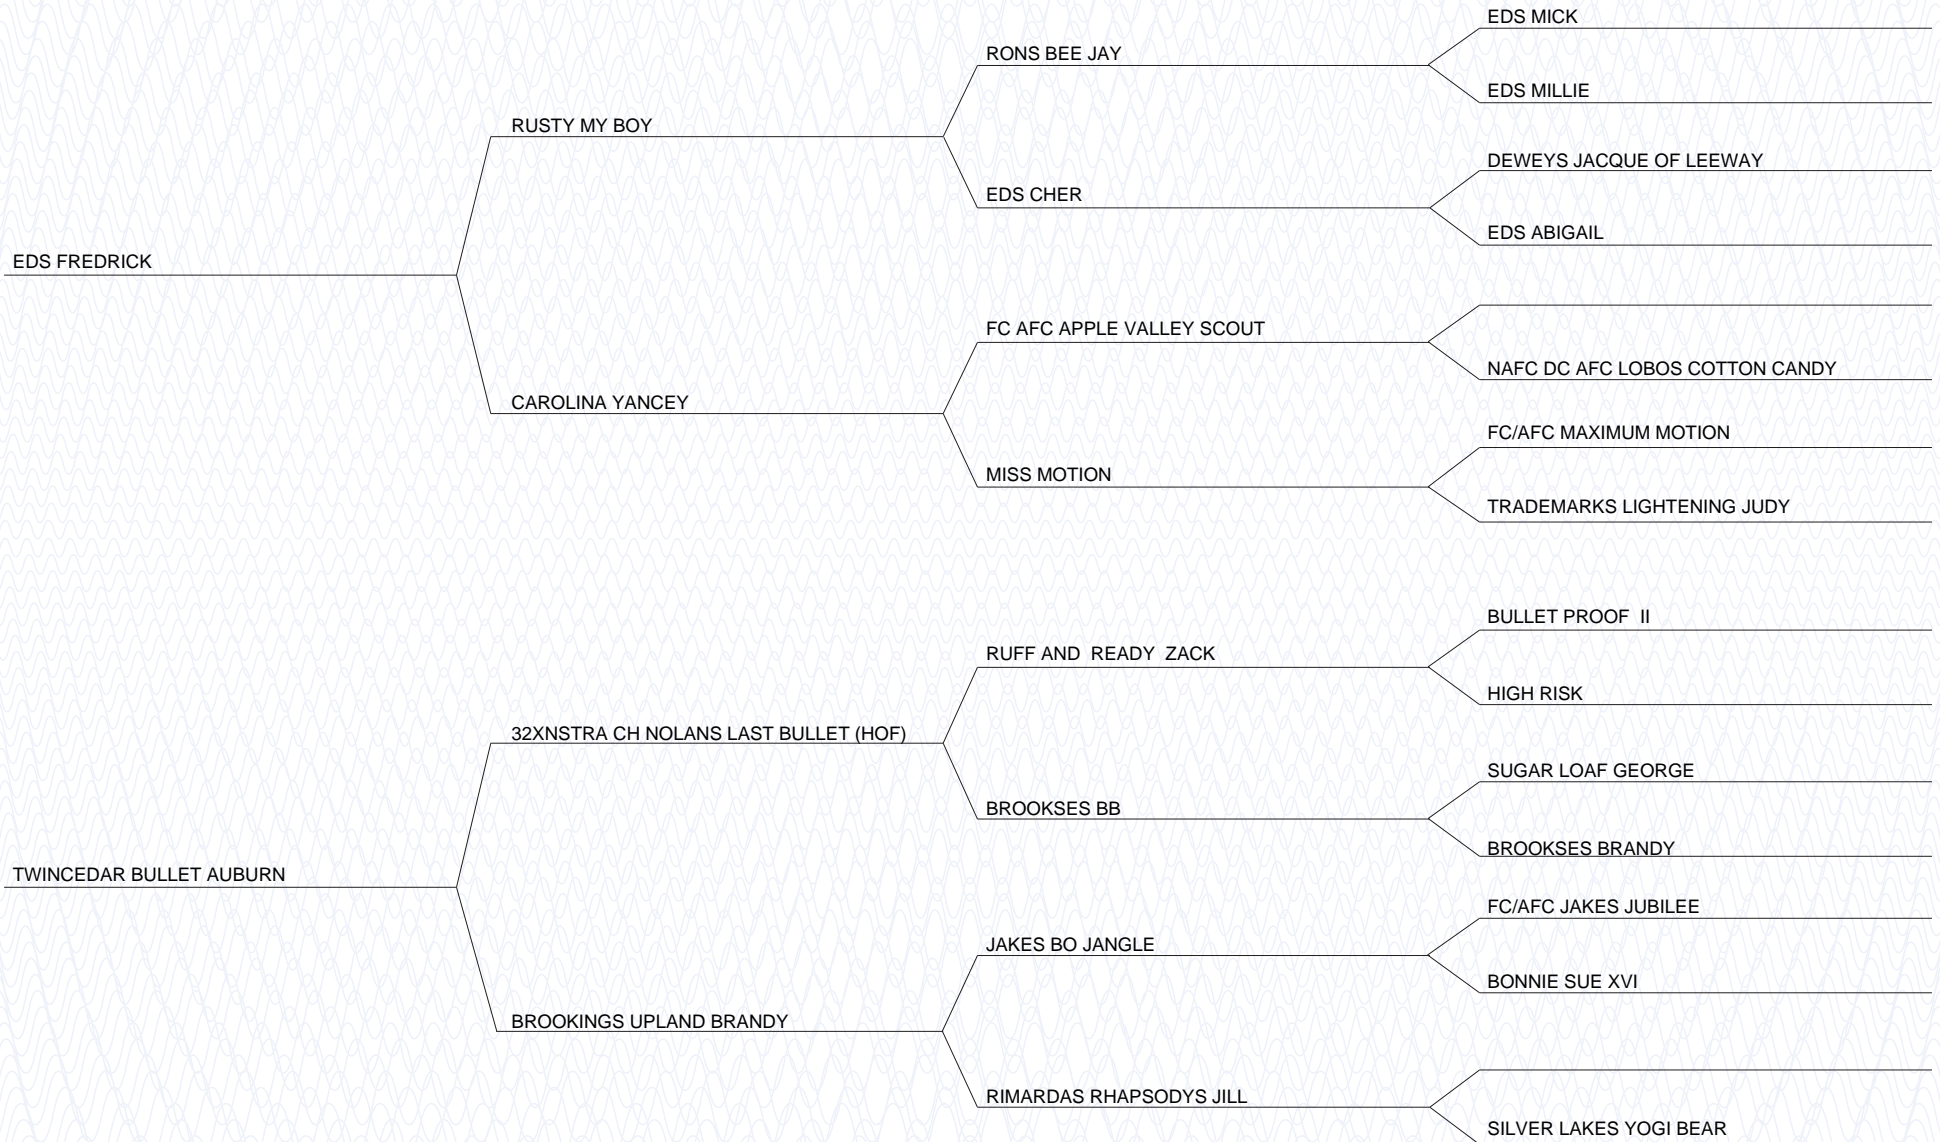 EDS MICK
RONS BEE JAY
EDS MILLIE
RUSTY MY BOY
DEWEYS JACQUE OF LEEWAY
EDS CHER
EDS ABIGAIL
EDS FREDRICK
FC AFC APPLE VALLEY SCOUT
NAFC DC AFC LOBOS COTTON CANDY
CAROLINA YANCEY
FC/AFC MAXIMUM MOTION
MISS MOTION
TRADEMARKS LIGHTENING JUDY
BULLET PROOF  II
RUFF AND  READY  ZACK
HIGH RISK
32XNSTRA CH NOLANS LAST BULLET (HOF)
SUGAR LOAF GEORGE
BROOKSES BB
BROOKSES BRANDY
TWINCEDAR BULLET AUBURN
FC/AFC JAKES JUBILEE
JAKES BO JANGLE
BONNIE SUE XVI
BROOKINGS UPLAND BRANDY
RIMARDAS RHAPSODYS JILL
SILVER LAKES YOGI BEAR